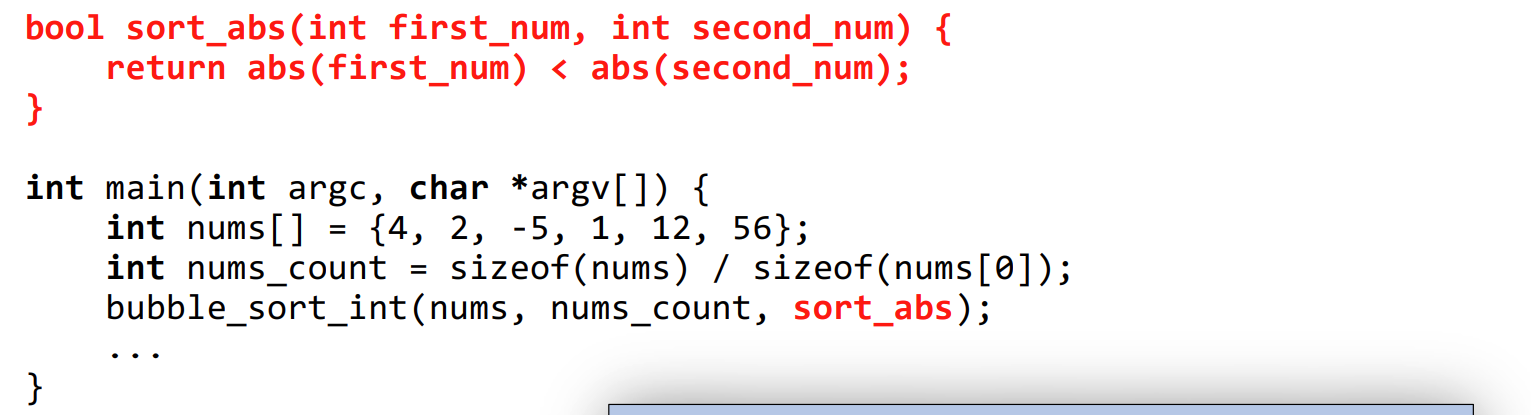 bool sort_abs(int first_num, int second_num) {
    return abs(first_num) < abs(second_num);
}
int main(int argc, char *argv[]) {
    int nums[] = {4, 2, -5, 1, 12, 56};
    int nums_count = sizeof(nums) / sizeof(nums[0]);
    bubble_sort_int(nums, nums_count, sort_abs);
    ...
}